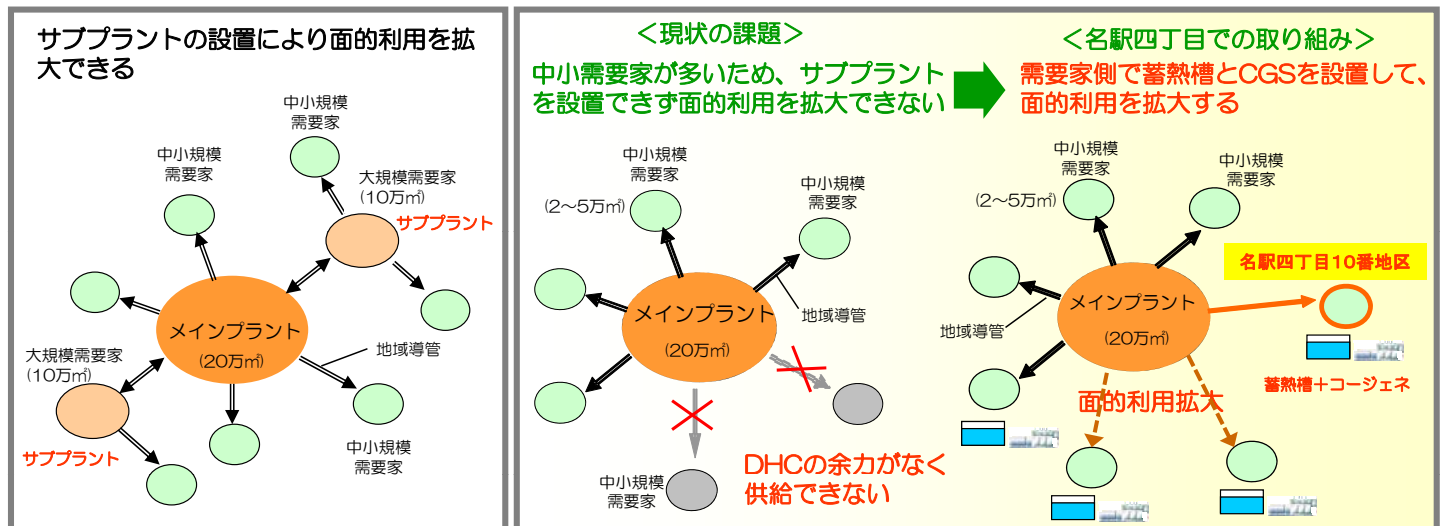 サブプラントの設置により面的利用を拡
大できる
中小規模
需要家
中小規模
需要家
大規模需要家
(10万㎡)
サブプラント
メインプラント
(20万㎡)
地域導管
大規模需要家
(10万㎡)
サブプラント
中小規模
需要家
＜現状の課題＞
中小需要家が多いため、サブプラント
を設置できず面的利用を拡大できない
中小規模
需要家
(2～5万㎡)
中小規模
需要家
メインプラント
(20万㎡)
地域導管
中小規模
需要家
DHCの余力がなく
供給できない
＜名駅四丁目での取り組み＞
需要家側で蓄熱槽とCGSを設置して、
面的利用を拡大する
中小規模
需要家
(2～5万㎡)
中小規模
需要家
名駅四丁目10番地区
メインプラント
(20万㎡)
地域導管
蓄熱槽＋コージェネ
面的利用拡大